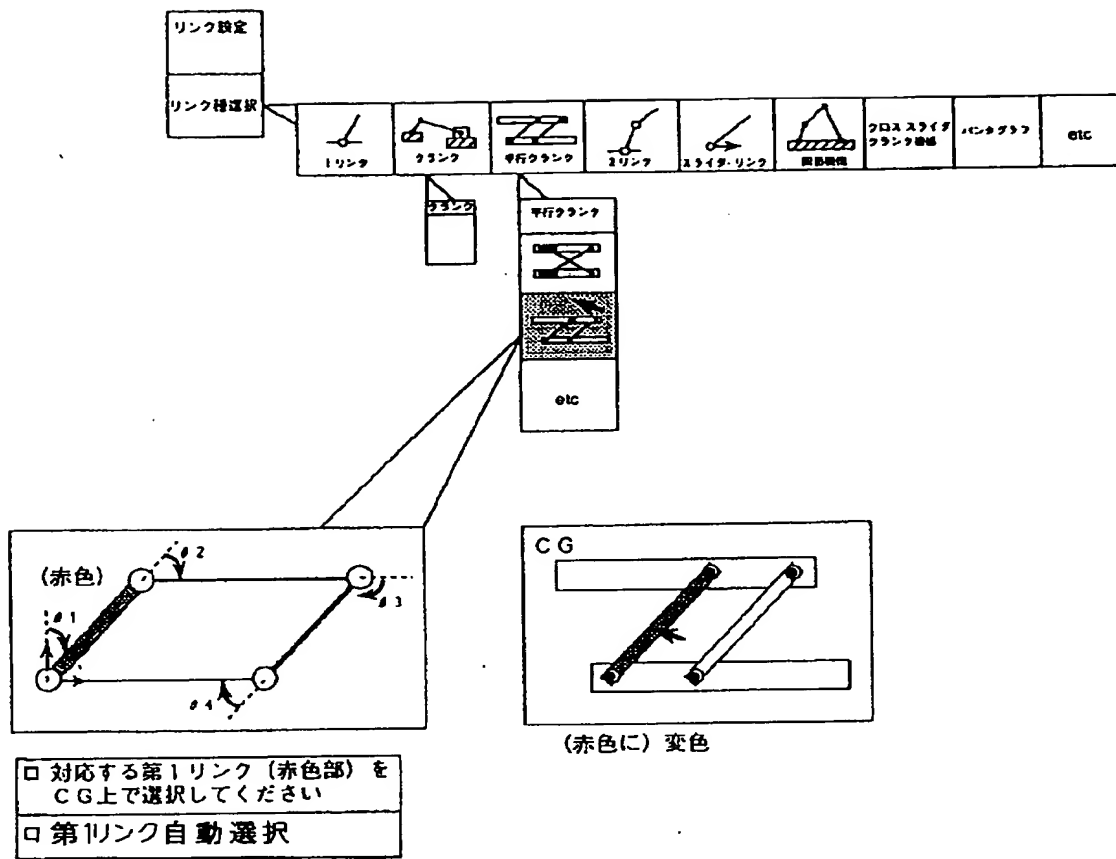 リンク設定
リンク種選択
1リンク
クランク
平行クランク
2リンク
スライダ・リンク
クロススライダ
クランク機構
パンタグラフ
etc
クランク
平行クランク
etc
(赤色)
θ1
θ2
θ3
θ4
CG
(赤色に) 変色
□ 対応する第1リンク (赤色部) を
CG上で選択してください
□ 第1リンク自動選択